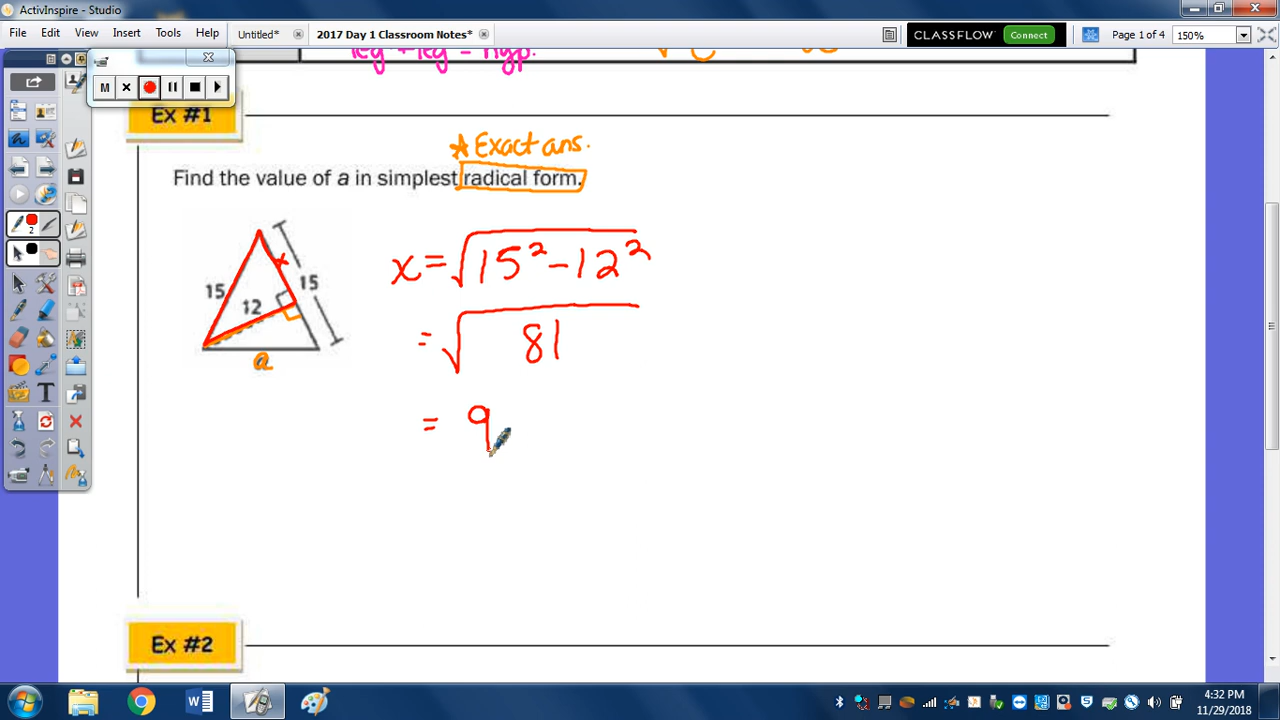 ActivInspire - Studio
File Edit View Insert Tools Help
Untitled* 2017 Day 1 Classroom Notes*
CLASSFLOW Connect Page 1 of 4 150%
M
2
leg + leg = hyp.
Ex #1
★ Exact ans.
Find the value of a in simplest radical form.
15
12
x
15
a
x = √15² - 12²
= √81
= 9
Ex #2
4:32 PM
11/29/2018